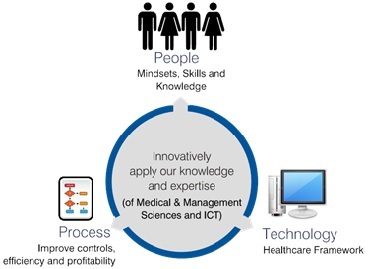 People
Mindsets, Skills and
Knowledge
Innovatively
apply our knowledge
and expertise
(of Medical & Management
Sciences and ICT)
Process
Improve controls,
efficiency and profitability
Technology
Healthcare Framework